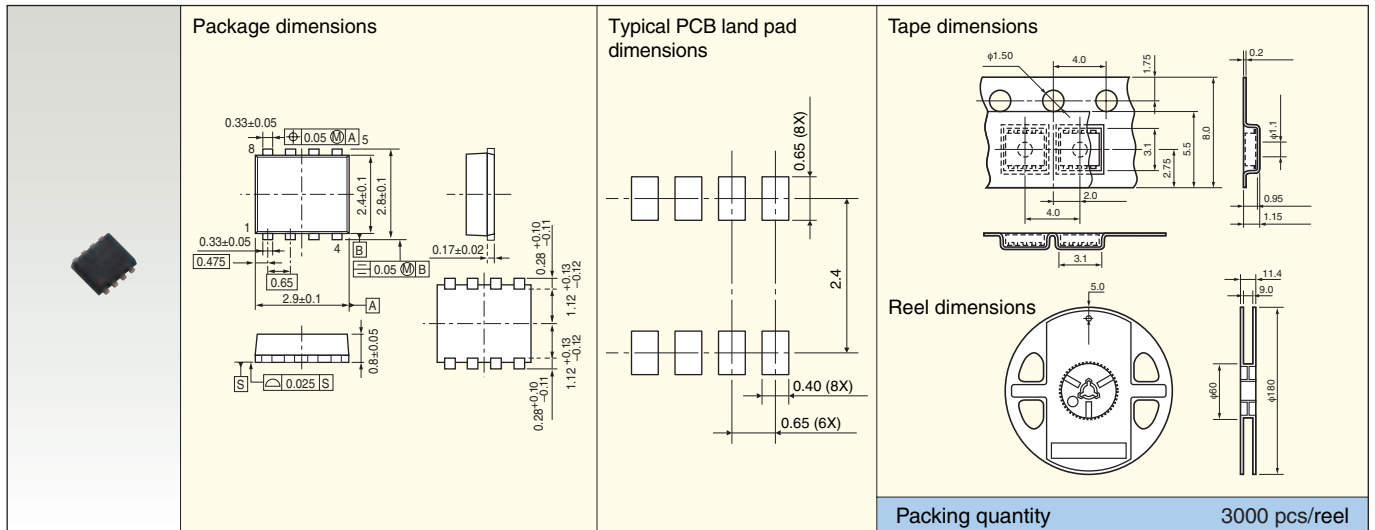 Package dimensions
0.33±0.05
⌖ 0.05 Ⓜ A
8
5
2.4±0.1
2.8±0.1
1
4
0.33±0.05
B
0.475
0.05 Ⓜ B
0.65
2.9±0.1
A
0.17±0.02
0.28 +0.10 −0.11
1.12 +0.13 −0.12
1.12 +0.13 −0.12
0.28 +0.10 −0.11
0.8±0.05
S
0.025 S
Typical PCB land pad
dimensions
0.65 (8X)
2.4
0.40 (8X)
0.65 (6X)
Tape dimensions
ϕ1.50
4.0
1.75
3.1
2.75
5.5
8.0
2.0
4.0
3.1
0.2
ϕ1.1
0.95
1.15
Reel dimensions
5.0
11.4
9.0
ϕ60
ϕ180
Packing quantity 3000 pcs/reel